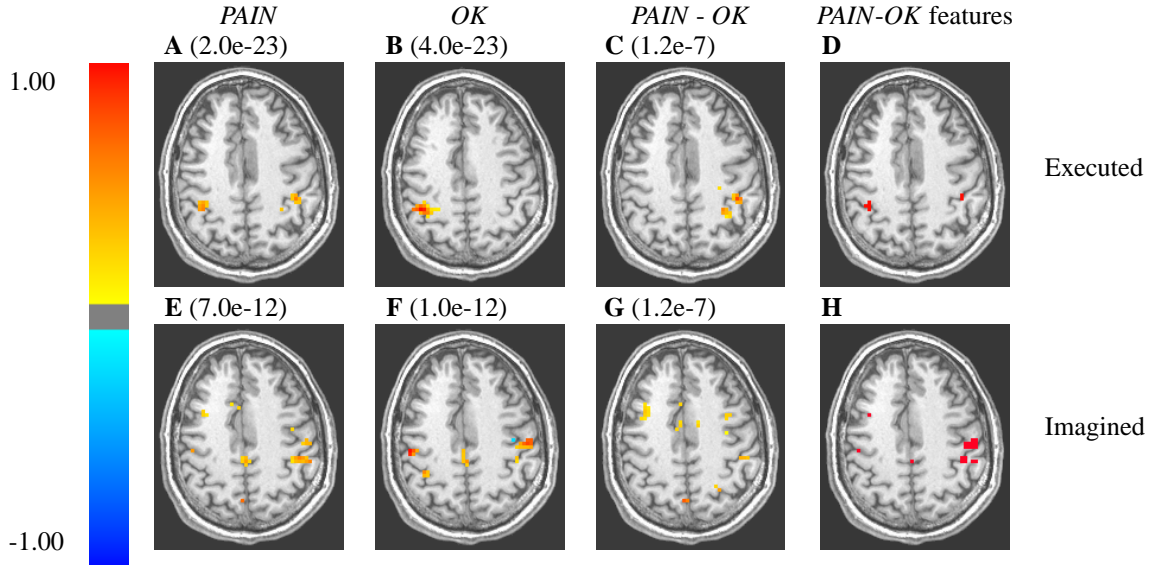 PAIN OK PAIN - OK PAIN-OK features
A (2.0e-23) B (4.0e-23) C (1.2e-7) D
1.00
Executed
E (7.0e-12) F (1.0e-12) G (1.2e-7) H
Imagined
-1.00